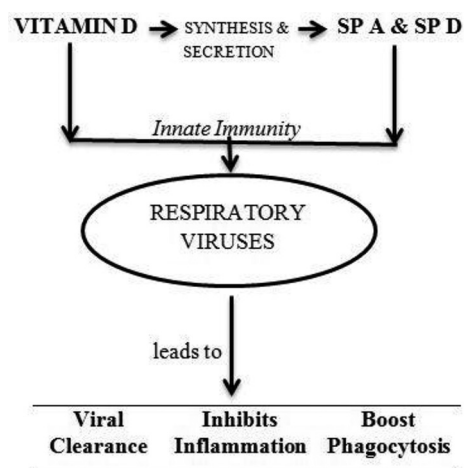 VITAMIN D SYNTHESIS & SP A & SP D
SECRETION
Innate Immunity
RESPIRATORY
VIRUSES
leads to
Viral Inhibits Boost
Clearance Inflammation Phagocytosis